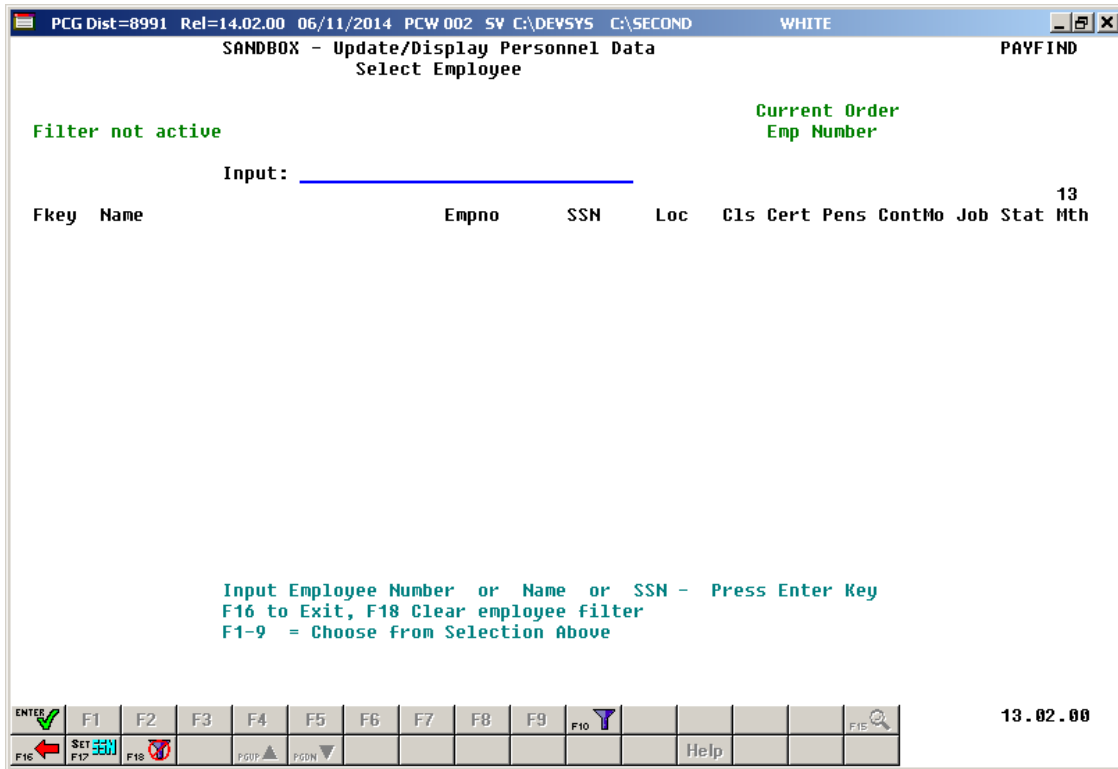 PCG Dist=8991 Rel=14.02.00 06/11/2014 PCW 002 SV C:\DEVSYS C:\SECOND WHITE
SANDBOX - Update/Display Personnel Data PAYFIND
Select Employee
Current Order
Filter not active Emp Number
Input:
13
Fkey Name Empno SSN Loc Cls Cert Pens ContMo Job Stat Mth
Input Employee Number or Name or SSN - Press Enter Key
F16 to Exit, F18 Clear employee filter
F1-9 = Choose from Selection Above
ENTER F1 F2 F3 F4 F5 F6 F7 F8 F9 F10 F15 13.02.00
F16 SET F17 F18 PGUP PGDN Help